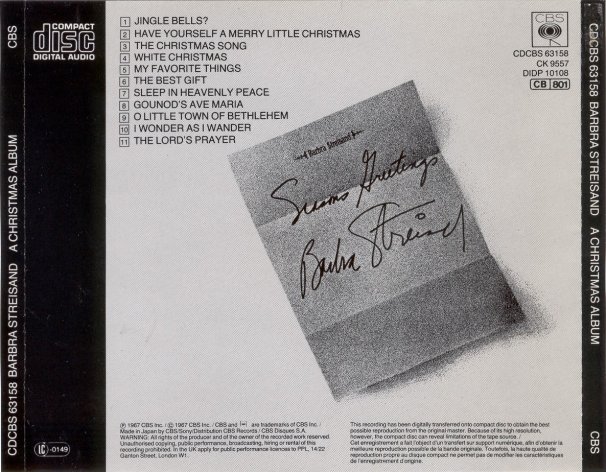 CBS
COMPACT
disc
DIGITAL AUDIO
CDCBS 63158 BARBRA STREISAND A CHRISTMAS ALBUM
1 JINGLE BELLS?
2 HAVE YOURSELF A MERRY LITTLE CHRISTMAS
3 THE CHRISTMAS SONG
4 WHITE CHRISTMAS
5 MY FAVORITE THINGS
6 THE BEST GIFT
7 SLEEP IN HEAVENLY PEACE
8 GOUNOD'S AVE MARIA
9 O LITTLE TOWN OF BETHLEHEM
10 I WONDER AS I WANDER
11 THE LORD'S PRAYER
CBS
CDCBS 63158
CK 9557
DIDP 10108
CB 801
Barbra Streisand
Seasons Greetings
Barbra Streisand
LC -0149
℗ 1967 CBS Inc. / © 1967 CBS Inc. / CBS and are trademarks of CBS Inc. /
Made in Japan by CBS/Sony/Distribution CBS Records / CBS Disques S.A.
WARNING: All rights of the producer and of the owner of the recorded work reserved.
Unauthorised copying, public performance, broadcasting, hiring or rental of this
recording prohibited. In the UK apply for public performance licences to PPL, 14/22
Ganton Street, London W1.
This recording has been digitally transferred onto compact disc to obtain the best
possible reproduction from the original master. Because of its high resolution,
however, the compact disc can reveal limitations of the tape source. /
Cet enregistrement a fait l'objet d'un transfert sur support numérique, afin d'obtenir la
meilleure reproduction possible de la bande originale. Toutefois, la haute qualité de
reproduction propre au disque compact ne permet pas de modifier les caractéristiques
de l'enregistrement d'origine.
CDCBS 63158 BARBRA STREISAND A CHRISTMAS ALBUM
CBS